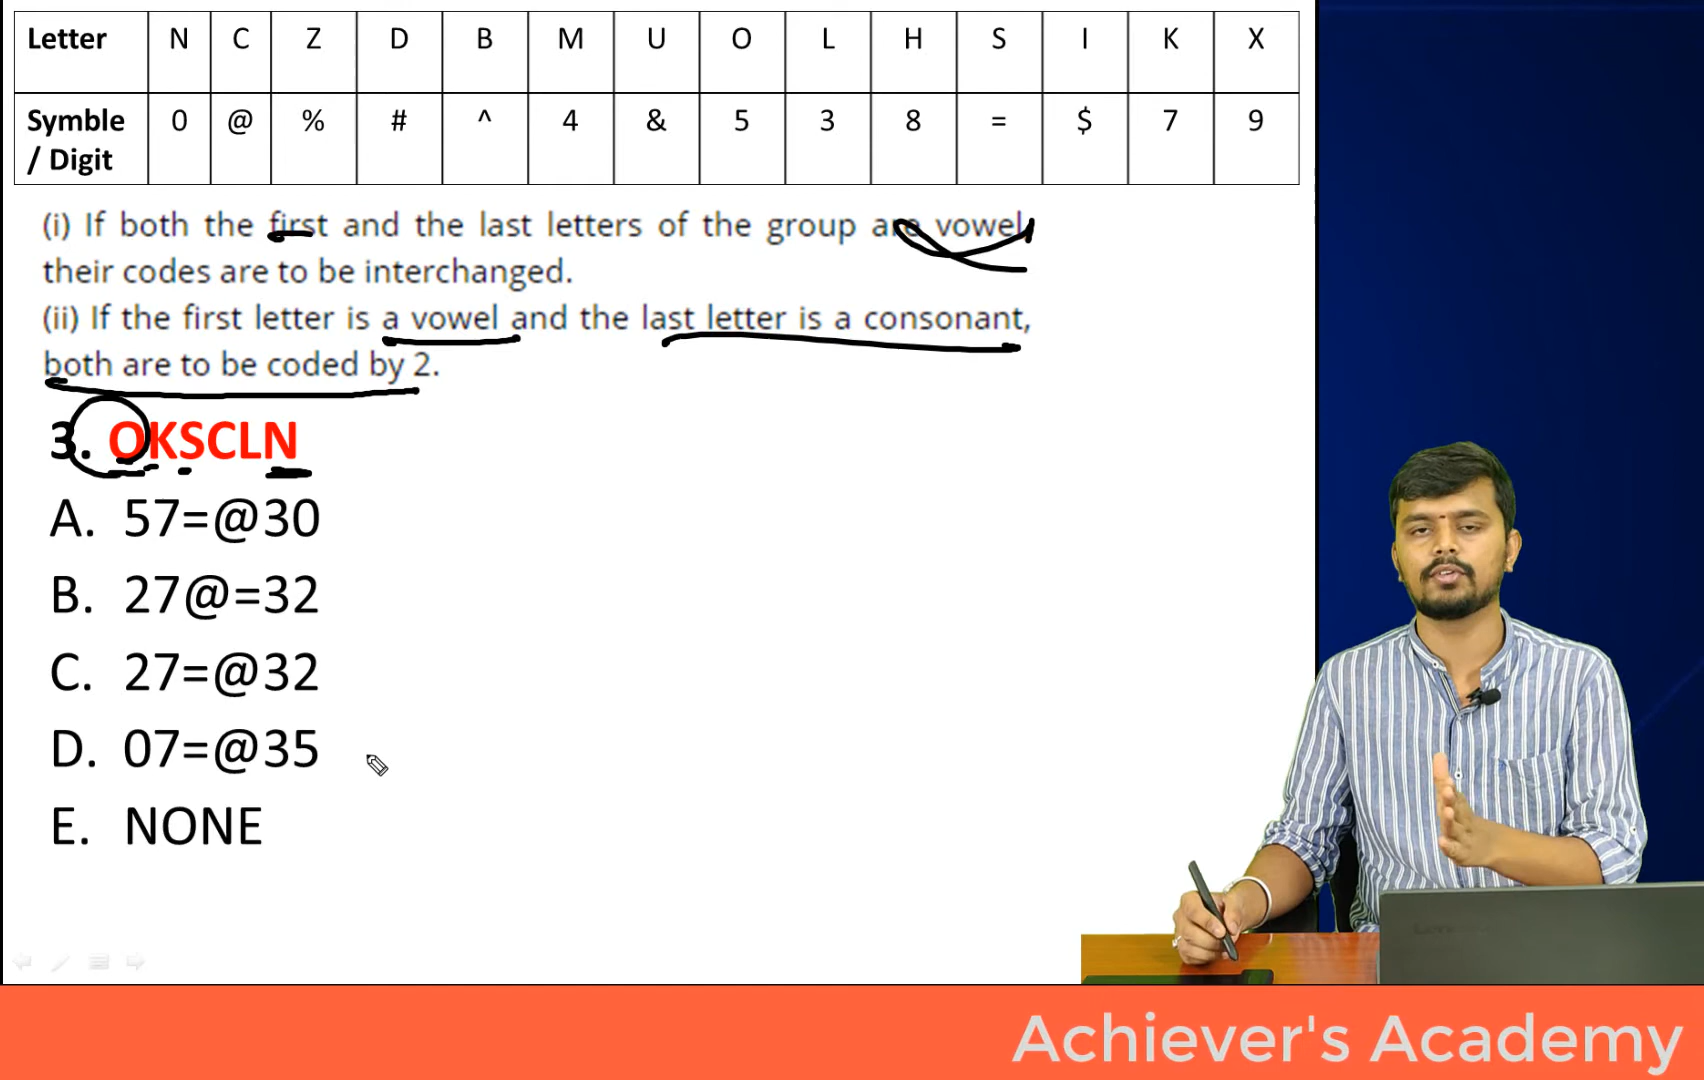 Letter N C Z D B M U O L H S I K X
Symble / Digit 0 @ % # ^ 4 & 5 3 8 = $ 7 9
(i) If both the first and the last letters of the group are vowel,
their codes are to be interchanged.
(ii) If the first letter is a vowel and the last letter is a consonant,
both are to be coded by 2.
3. OKSCLN
A. 57=@30
B. 27@=32
C. 27=@32
D. 07=@35
E. NONE
Achiever's Academy